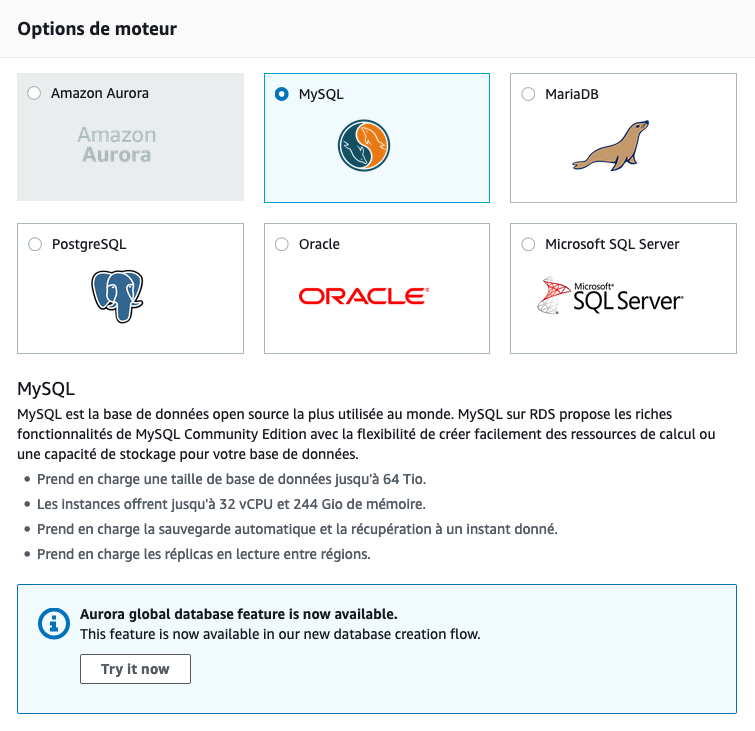 Options de moteur
Amazon Aurora
Amazon
Aurora
MySQL
MariaDB
PostgreSQL
Oracle
ORACLE®
Microsoft SQL Server
Microsoft®
SQL Server®
MySQL
MySQL est la base de données open source la plus utilisée au monde. MySQL sur RDS propose les riches
fonctionnalités de MySQL Community Edition avec la flexibilité de créer facilement des ressources de calcul ou
une capacité de stockage pour votre base de données.
• Prend en charge une taille de base de données jusqu'à 64 Tio.
• Les instances offrent jusqu'à 32 vCPU et 244 Gio de mémoire.
• Prend en charge la sauvegarde automatique et la récupération à un instant donné.
• Prend en charge les réplicas en lecture entre régions.
Aurora global database feature is now available.
This feature is now available in our new database creation flow.
Try it now